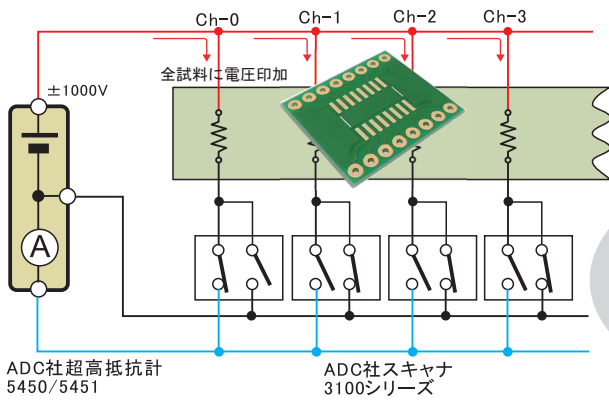 Ch-0 Ch-1 Ch-2 Ch-3
±1000V
全試料に電圧印加
A
ADC社超高抵抗計
5450/5451
ADC社スキャナ
3100シリーズ